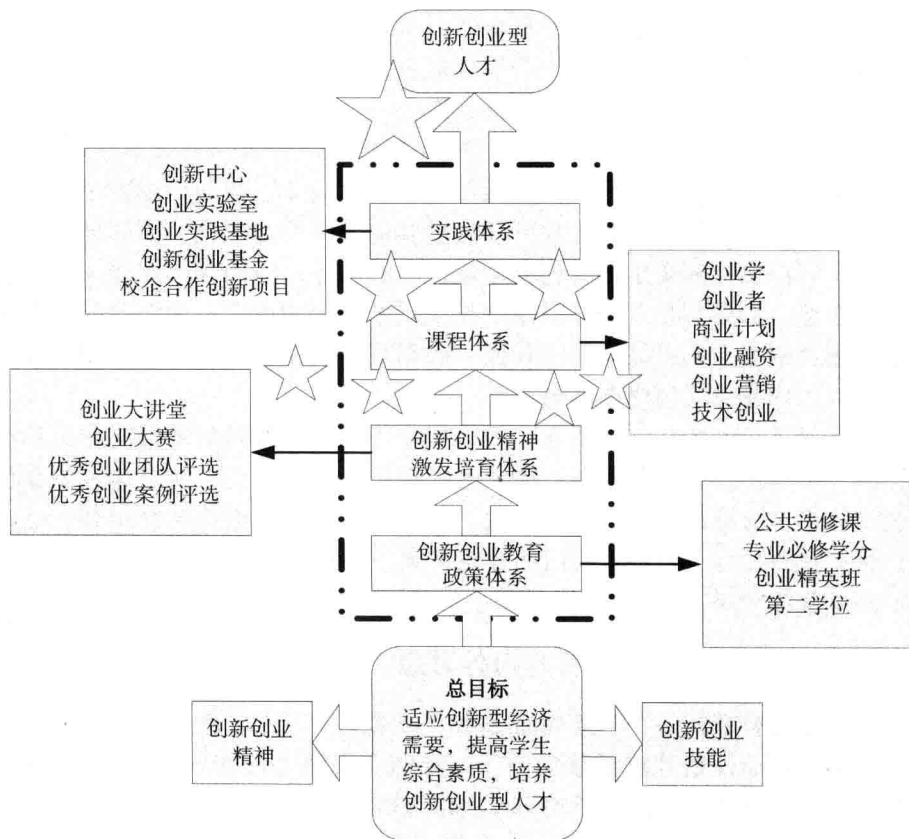 创新创业型
人才
创新中心
创业实验室
创业实践基地
创新创业基金
校企合作创新项目
实践体系
创业学
创业者
商业计划
创业融资
创业营销
技术创业
课程体系
创业大讲堂
创业大赛
优秀创业团队评选
优秀创业案例评选
创新创业精神
激发培育体系
创新创业教育
政策体系
公共选修课
专业必修学分
创业精英班
第二学位
总目标
适应创新型经济
需要，提高学生
综合素质，培养
创新创业型人才
创新创业
精神
创新创业
技能